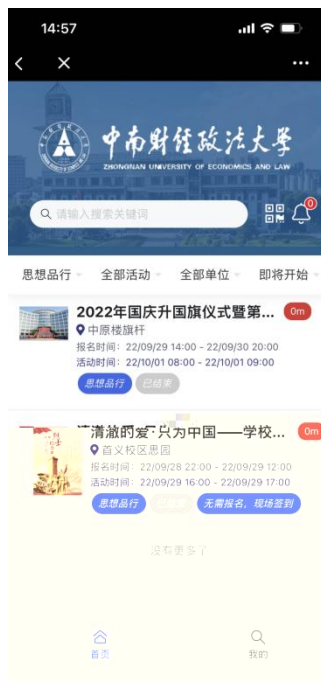 14:57
中南财经政法大学
ZHONGNAN UNIVERSITY OF ECONOMICS AND LAW
请输入搜索关键词
0
思想品行 全部活动 全部单位 即将开始
2022年国庆升国旗仪式暨第... 0m
中原楼旗杆
报名时间：22/09/29 14:00 - 22/09/30 20:00
活动时间：22/10/01 08:00 - 22/10/01 09:00
思想品行 已结束
清澈的爱·只为中国——学校... 0m
首义校区思园
报名时间：22/09/28 22:00 - 22/09/29 12:00
活动时间：22/09/29 16:00 - 22/09/29 17:00
思想品行 已结束 无需报名，现场签到
没有更多了
首页 我的